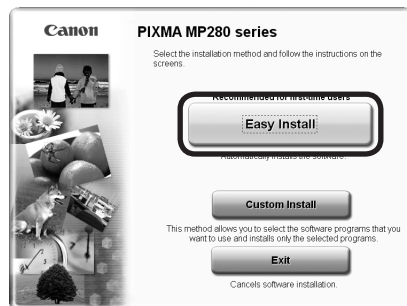 Canon
PIXMA MP280 series
Select the installation method and follow the instructions on the
screens.
Recommended for first-time users
Easy Install
Automatically installs the software.
Custom Install
This method allows you to select the software programs that you
want to use and installs only the selected programs.
Exit
Cancels software installation.